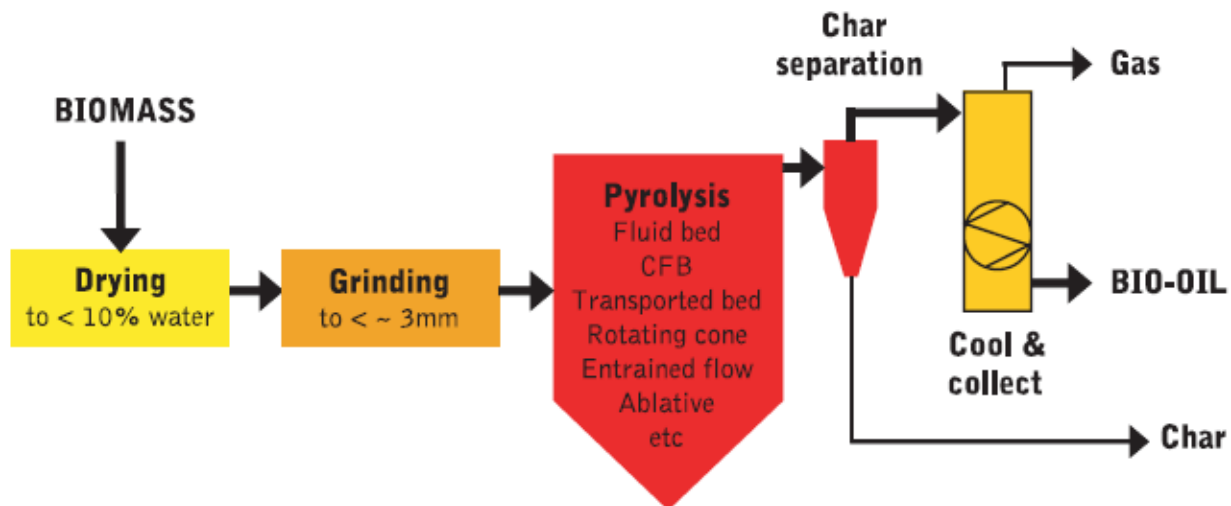 BIOMASS
Drying
to < 10% water
Grinding
to < ~ 3mm
Pyrolysis
Fluid bed
CFB
Transported bed
Rotating cone
Entrained flow
Ablative
etc
Char
separation
Gas
BIO-OIL
Cool &
collect
Char